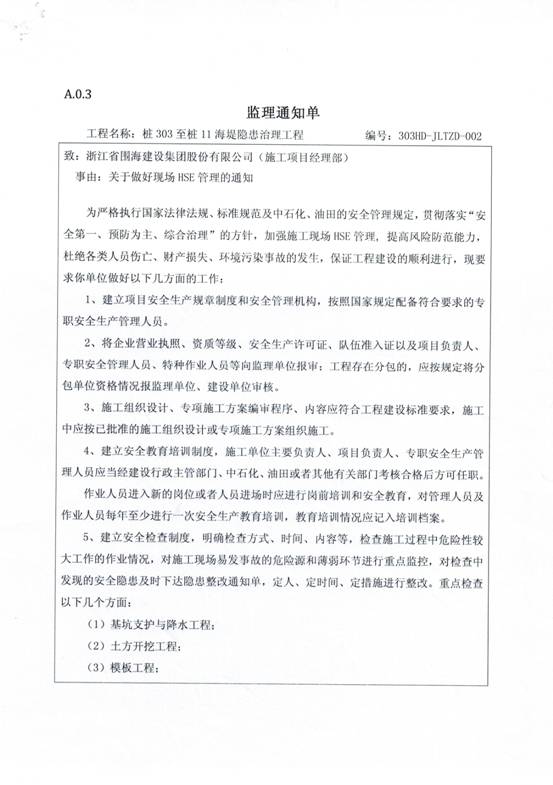 A.0.3
监理通知单
工程名称：桩 303 至桩 11 海堤隐患治理工程 编号：303HD-JLTZD-002
致：浙江省围海建设集团股份有限公司（施工项目经理部）
事由：关于做好现场 HSE 管理的通知
为严格执行国家法律法规、标准规范及中石化、油田的安全管理规定，贯彻落实“安
全第一、预防为主、综合治理”的方针，加强施工现场 HSE 管理，提高风险防范能力，
杜绝各类人员伤亡、财产损失、环境污染事故的发生，保证工程建设的顺利进行，现要
求你单位做好以下几方面的工作：
1、建立项目安全生产规章制度和安全管理机构，按照国家规定配备符合要求的专
职安全生产管理人员。
2、将企业营业执照、资质等级、安全生产许可证、队伍准入证以及项目负责人、
专职安全管理人员、特种作业人员等向监理单位报审；工程存在分包的，应按规定将分
包单位资格情况报监理单位、建设单位审核。
3、施工组织设计、专项施工方案编审程序、内容应符合工程建设标准要求，施工
中应按已批准的施工组织设计或专项施工方案组织施工。
4、建立安全教育培训制度，施工单位主要负责人、项目负责人、专职安全生产管
理人员应当经建设行政主管部门、中石化、油田或者其他有关部门考核合格后方可任职。
作业人员进入新的岗位或者人员进场时应进行岗前培训和安全教育，对管理人员及
作业人员每年至少进行一次安全生产教育培训，教育培训情况应记入培训档案。
5、建立安全检查制度，明确检查方式、时间、内容等，检查施工过程中危险性较
大工作的作业情况，对施工现场易发事故的危险源和薄弱环节进行重点监控，对检查中
发现的安全隐患及时下达隐患整改通知单，定人、定时间、定措施进行整改。重点检查
以下几个方面：
（1）基坑支护与降水工程；
（2）土方开挖工程；
（3）模板工程；